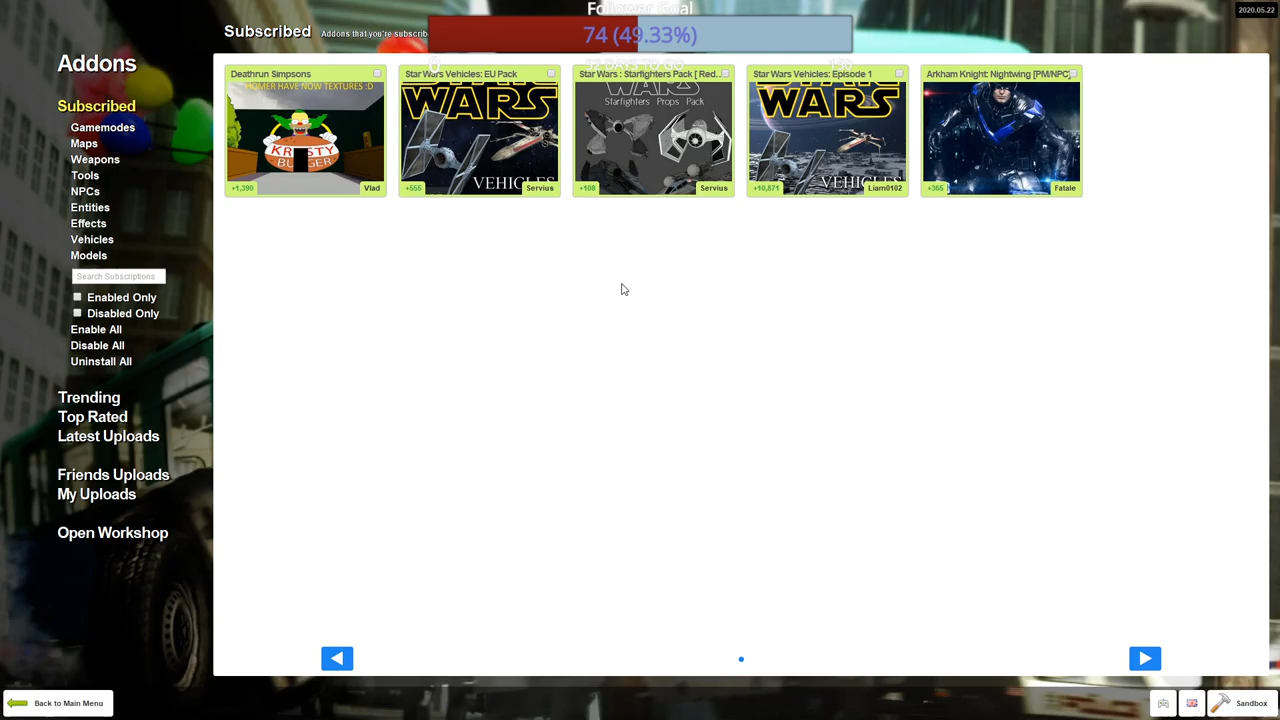 Follower Goal
2020.05.22
74 (49.33%)
Subscribed
Addons that you're subscrib
Addons
Subscribed
Gamemodes
Maps
Weapons
Tools
NPCs
Entities
Effects
Vehicles
Models
Search Subscriptions
Enabled Only
Disabled Only
Enable All
Disable All
Uninstall All
Trending
Top Rated
Latest Uploads
Friends Uploads
My Uploads
Open Workshop
0
150
Deathrun Simpsons
HOMER HAVE NOW TEXTURES :D
KRUSTY
BURGER
+1,390
Vlad
Star Wars Vehicles: EU Pack
WARS
VEHICLES
+555
Servius
Star Wars : Starfighters Pack [ Red...
WARS
Starfighters Props Pack
+108
Servius
Star Wars Vehicles: Episode 1
WARS
VEHICLES
+10,871
Liam0102
Arkham Knight: Nightwing [PM/NPC]
+365
Fatale
Back to Main Menu
Sandbox